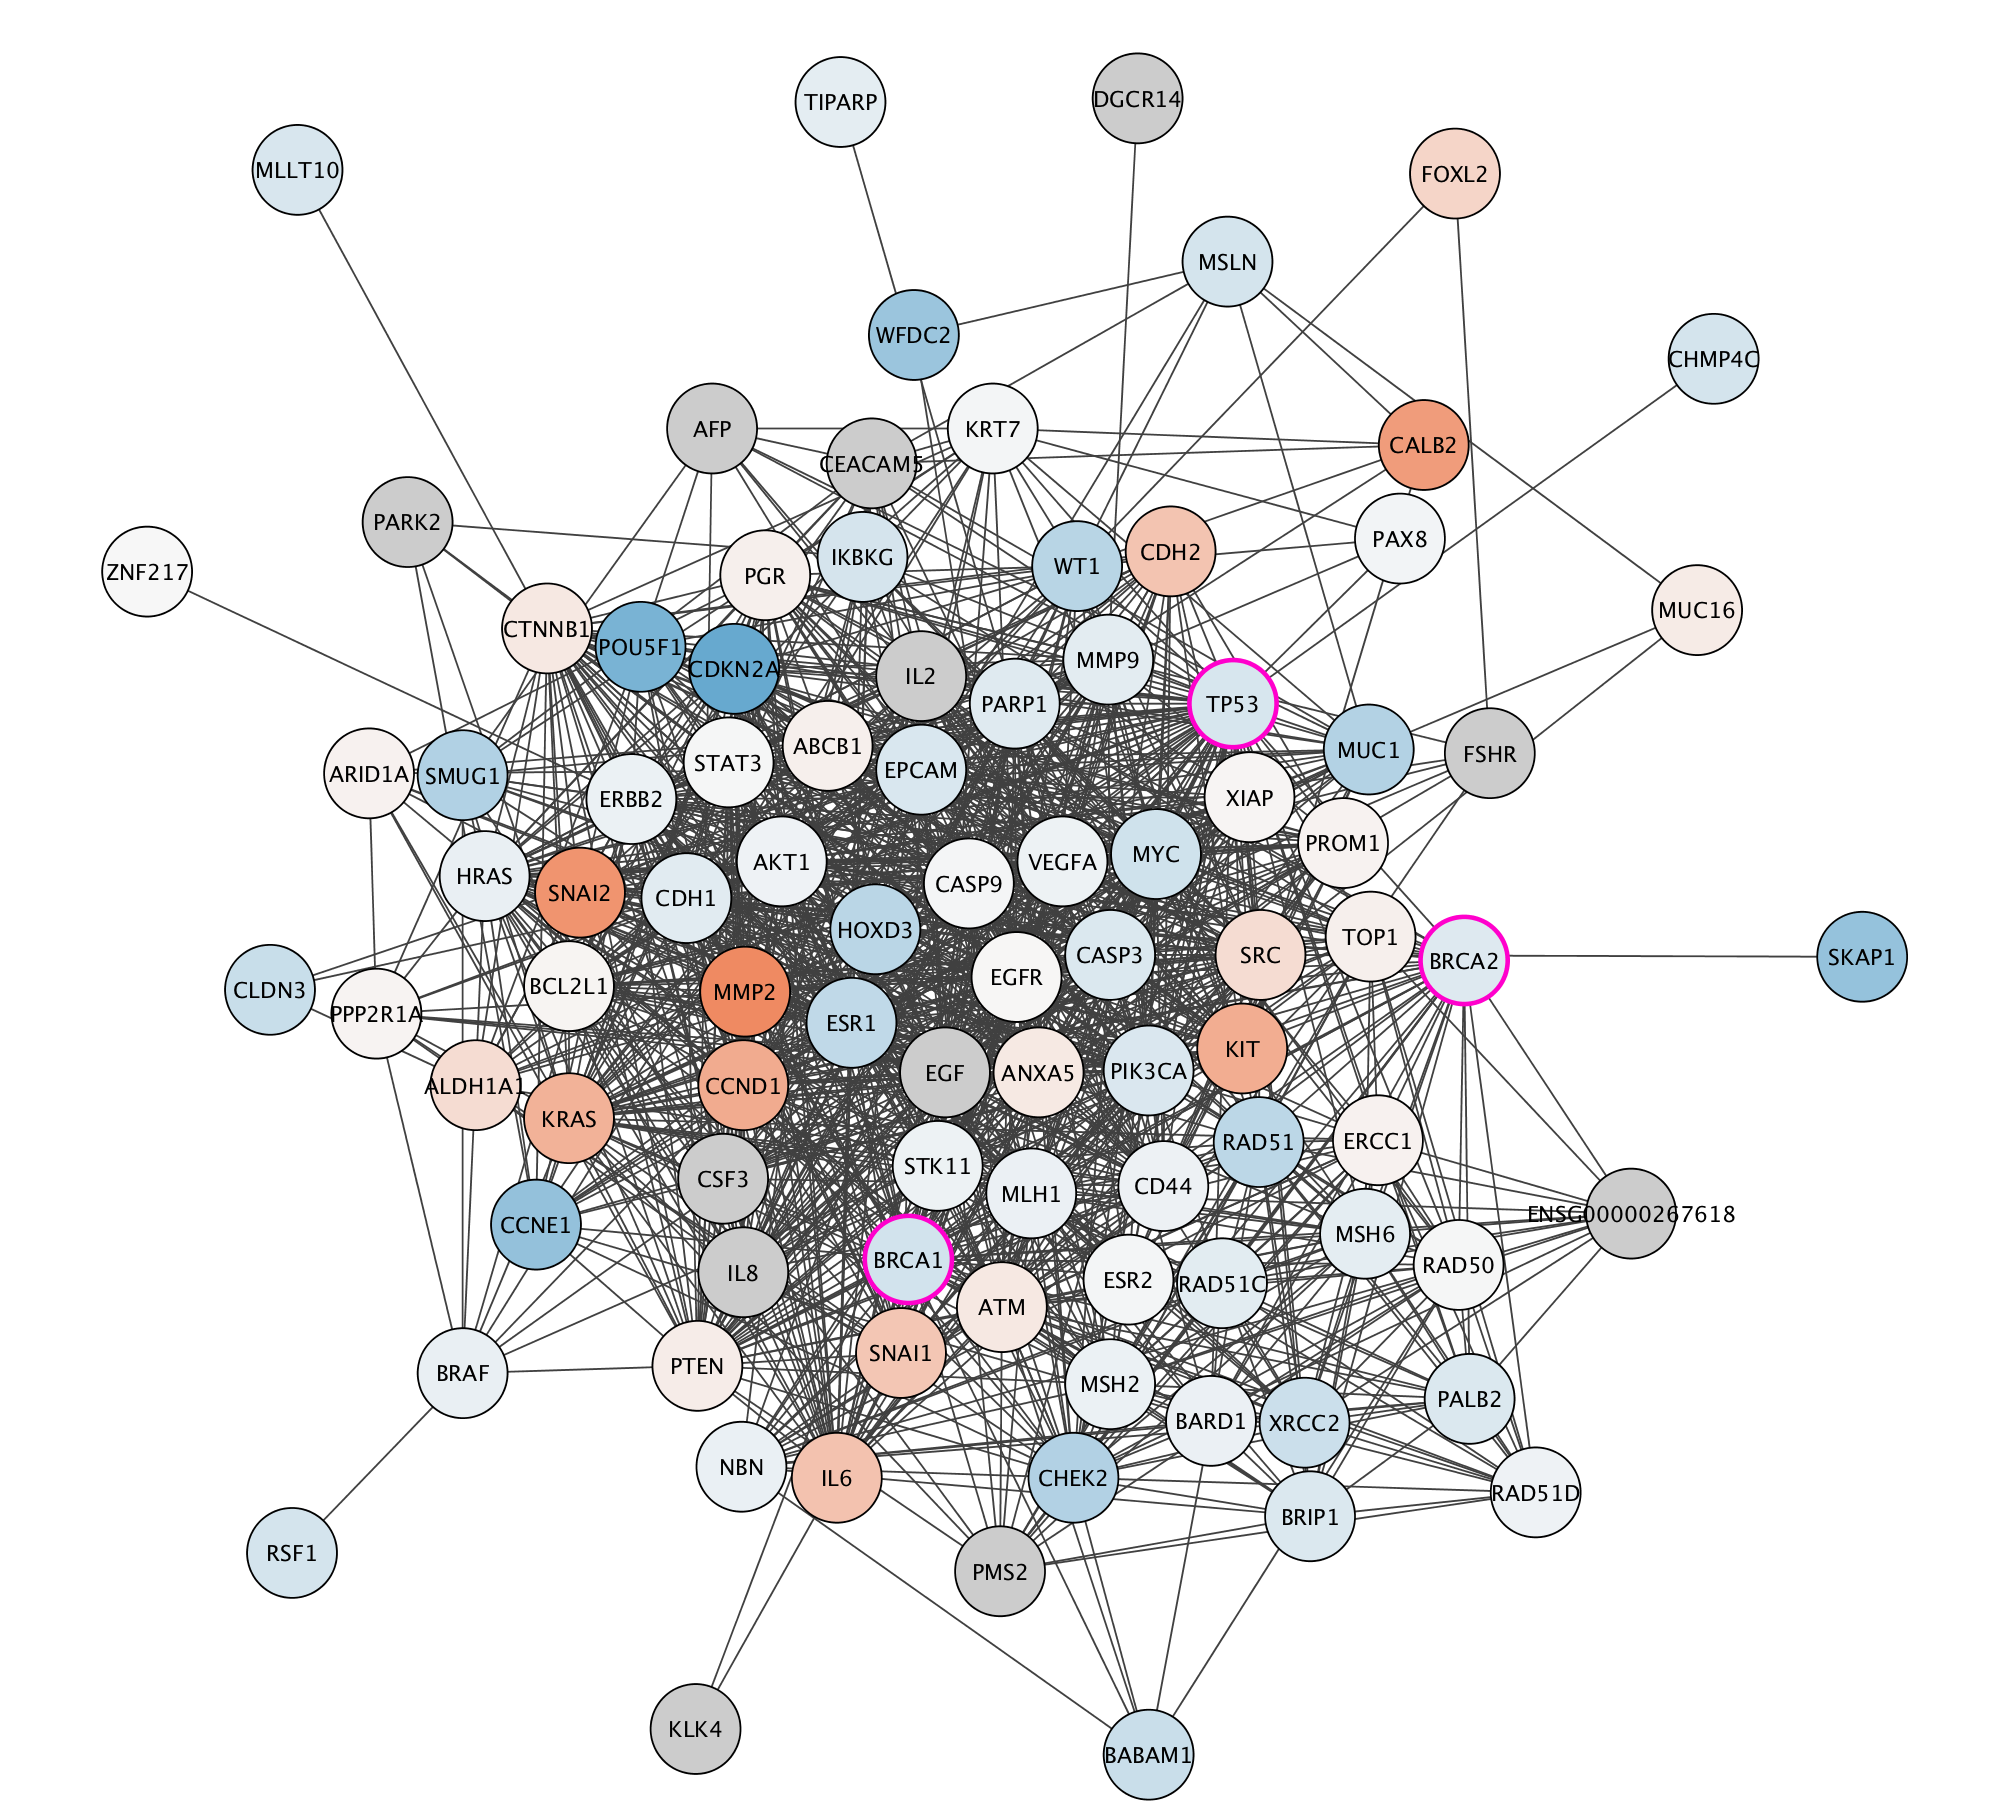 DGCR14
TIPARP
MLLT10
FOXL2
MSLN
WFDC2
CHMP4C
AFP
KRT7
CALB2
CEACAM5
PARK2
PAX8
CDH2
IKBKG
WT1
ZNF217
PGR
MUC16
CTNNB1
POU5F1
MMP9
CDKN2A
IL2
PARP1
TP53
ABCB1
MUC1
FSHR
STAT3
EPCAM
ARID1A
SMUG1
XIAP
ERBB2
PROM1
MYC
AKT1
VEGFA
HRAS
CASP9
SNAI2
CDH1
HOXD3
TOP1
CASP3
SRC
SKAP1
BRCA2
EGFR
BCL2L1
CLDN3
MMP2
PPP2R1A
ESR1
KIT
PIK3CA
EGF
ANXA5
ALDH1A1
CCND1
KRAS
ERCC1
RAD51
STK11
CSF3
CD44
MLH1
ENSG00000267618
CCNE1
MSH6
BRCA1
RAD50
IL8
ESR2
RAD51C
ATM
SNAI1
PTEN
BRAF
MSH2
PALB2
BARD1
XRCC2
NBN
IL6
CHEK2
RAD51D
BRIP1
RSF1
PMS2
KLK4
BABAM1